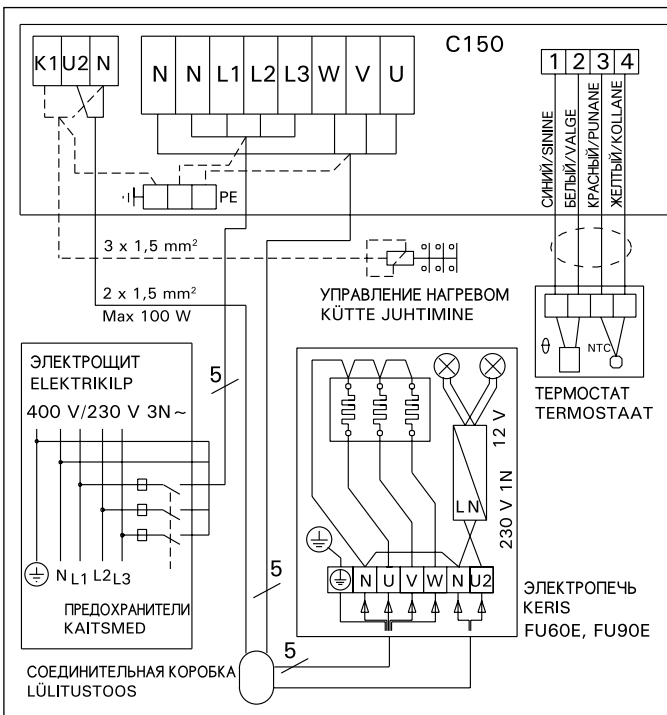 C150
K1 U2 N
N N L1 L2 L3 W V U
1 2 3 4
СИНИЙ/SININE
БЕЛЫЙ/VALGE
КРАСНЫЙ/PUNANE
ЖЕЛТЫЙ/KOLLANE
PE
3 x 1,5 mm²
2 x 1,5 mm²
Max 100 W
УПРАВЛЕНИЕ НАГРЕВОМ
KÜTTE JUHTIMINE
θ NTC
ТЕРМОСТАТ
TERMOSTAAT
ЭЛЕКТРОЩИТ
ELEKTRIKILP
400 V/230 V 3N~
5
N L1 L2 L3
ПРЕДОХРАНИТЕЛИ
KAITSMED
12 V
L N
230 V 1N
N U V W N U2
ЭЛЕКТРОПЕЧЬ
KERIS
FU60E, FU90E
5
5
СОЕДИНИТЕЛЬНАЯ КОРОБКА
LÜLITUSTOOS